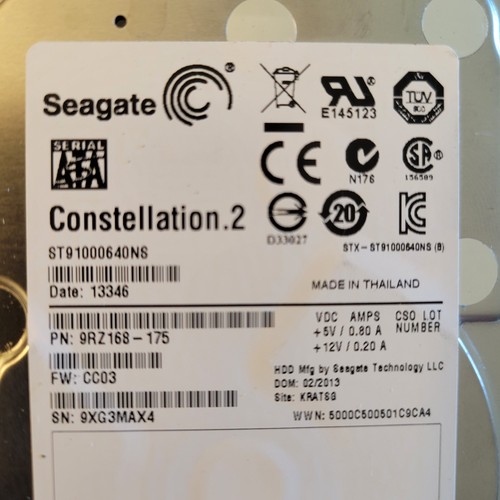 Seagate
E145123
TUV
SERIAL
ATA
N176
156589
Constellation.2
20
D33027
ST91000640NS
STX-ST91000640NS (B)
Date: 13346
MADE IN THAILAND
VDC AMPS CSO LOT
+5V / 0.80 A NUMBER
PN: 9RZ168-175
+12V / 0.20 A
HDD Mfg by Seagate Technology LLC
FW: CC03
DOM: 02/2013
Site: KRATSG
SN: 9XG3MAX4
WWN: 5000C500501C9CA4